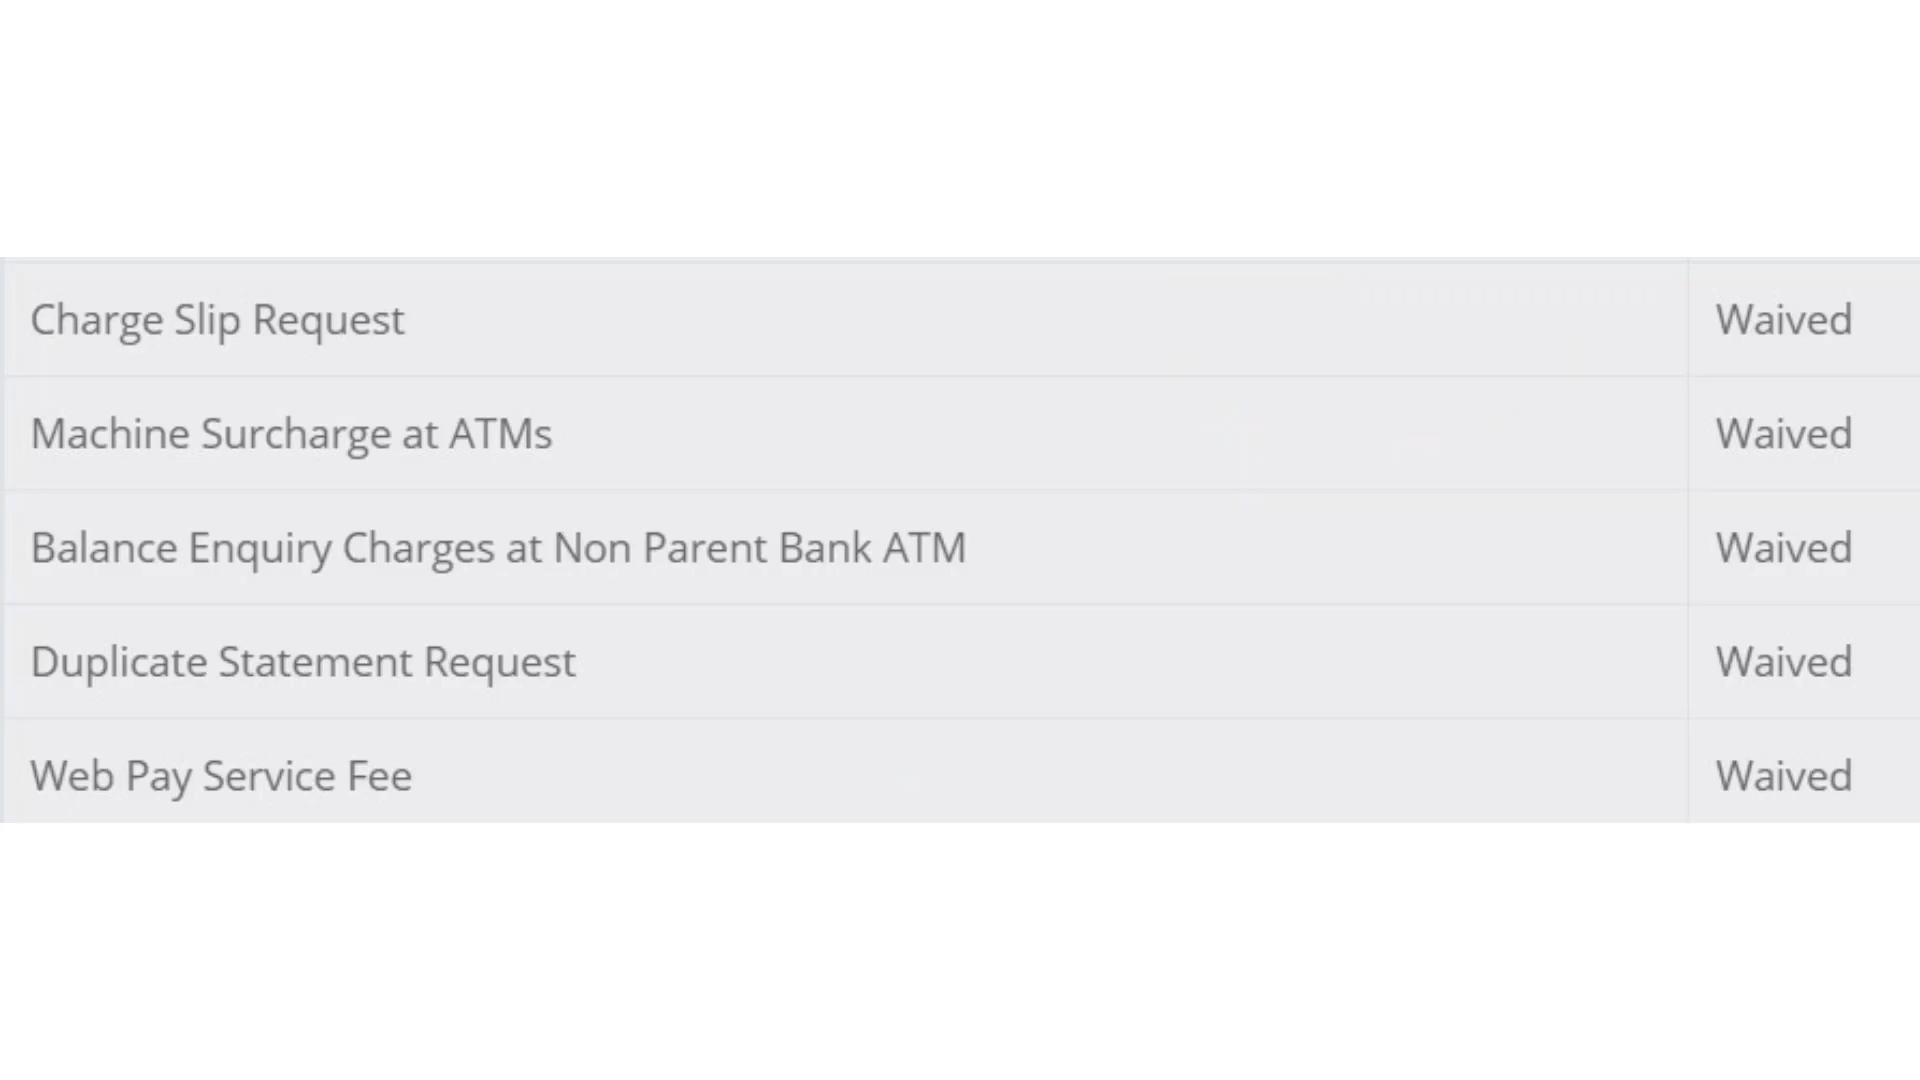 Charge Slip Request Waived
Machine Surcharge at ATMs Waived
Balance Enquiry Charges at Non Parent Bank ATM Waived
Duplicate Statement Request Waived
Web Pay Service Fee Waived